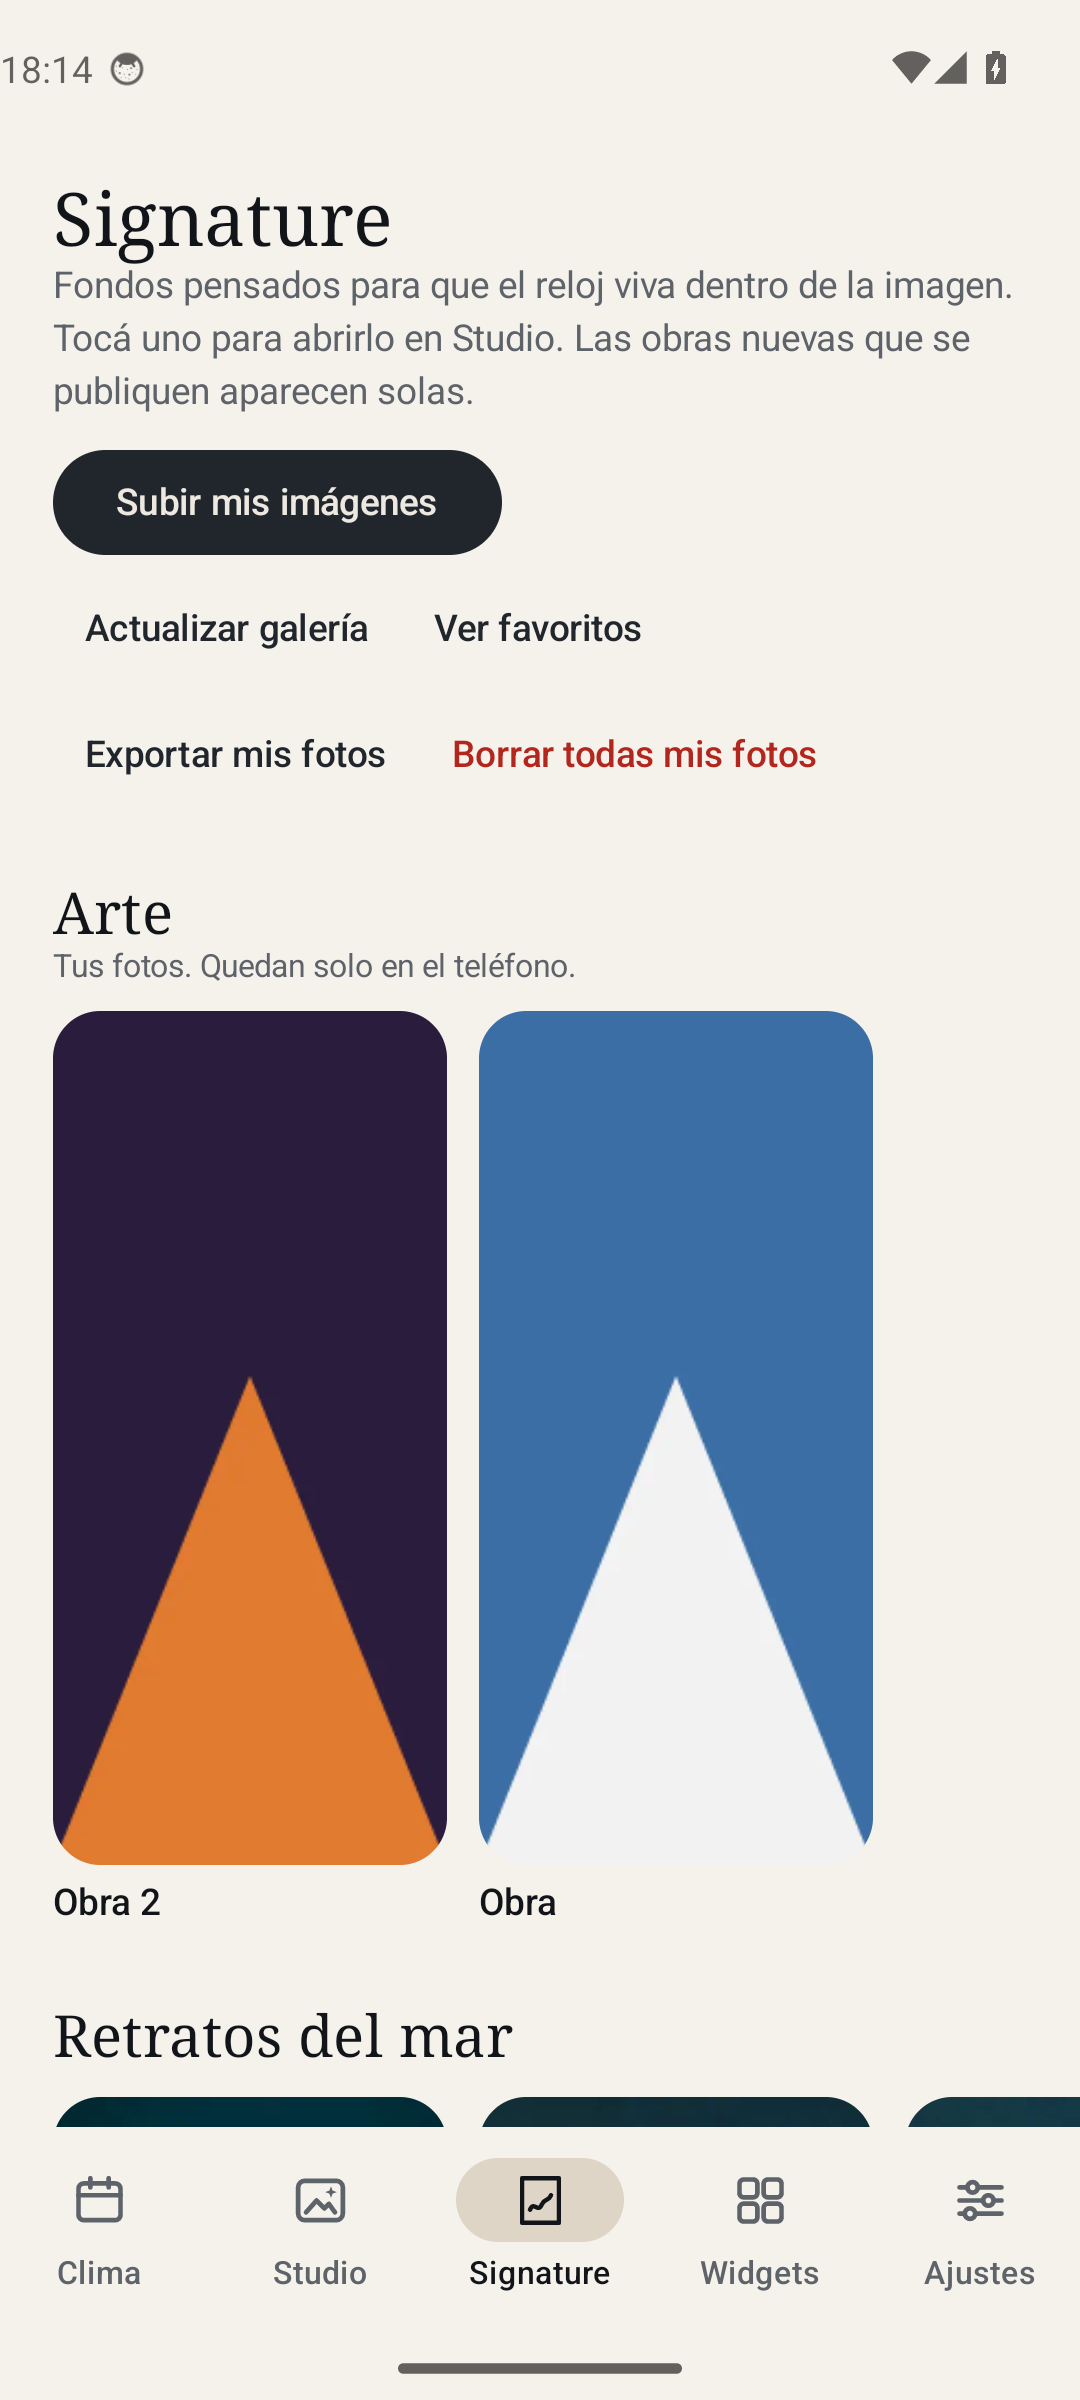 18:14
Signature
Fondos pensados para que el reloj viva dentro de la imagen.
Tocá uno para abrirlo en Studio. Las obras nuevas que se
publiquen aparecen solas.
Subir mis imágenes
Actualizar galería
Ver favoritos
Exportar mis fotos
Borrar todas mis fotos
Arte
Tus fotos. Quedan solo en el teléfono.
Obra 2
Obra
Retratos del mar
Clima
Studio
Signature
Widgets
Ajustes